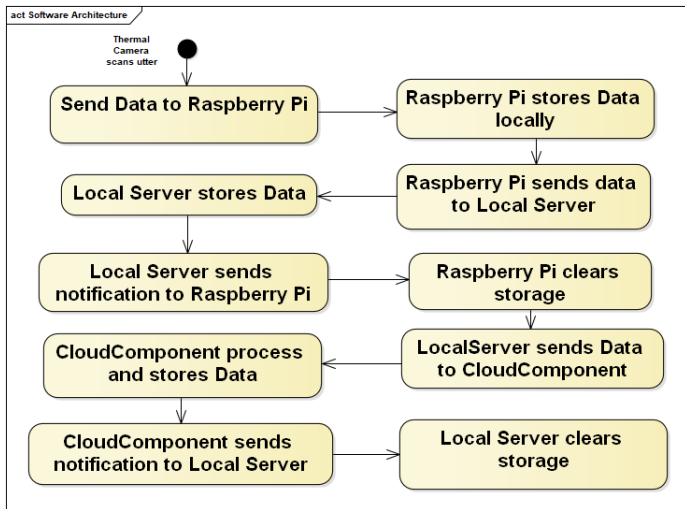 act Software Architecture
Thermal
Camera
scans utter
Send Data to Raspberry Pi
Raspberry Pi stores Data
locally
Raspberry Pi sends data
to Local Server
Local Server stores Data
Local Server sends
notification to Raspberry Pi
Raspberry Pi clears
storage
LocalServer sends Data
to CloudComponent
CloudComponent process
and stores Data
CloudComponent sends
notification to Local Server
Local Server clears
storage